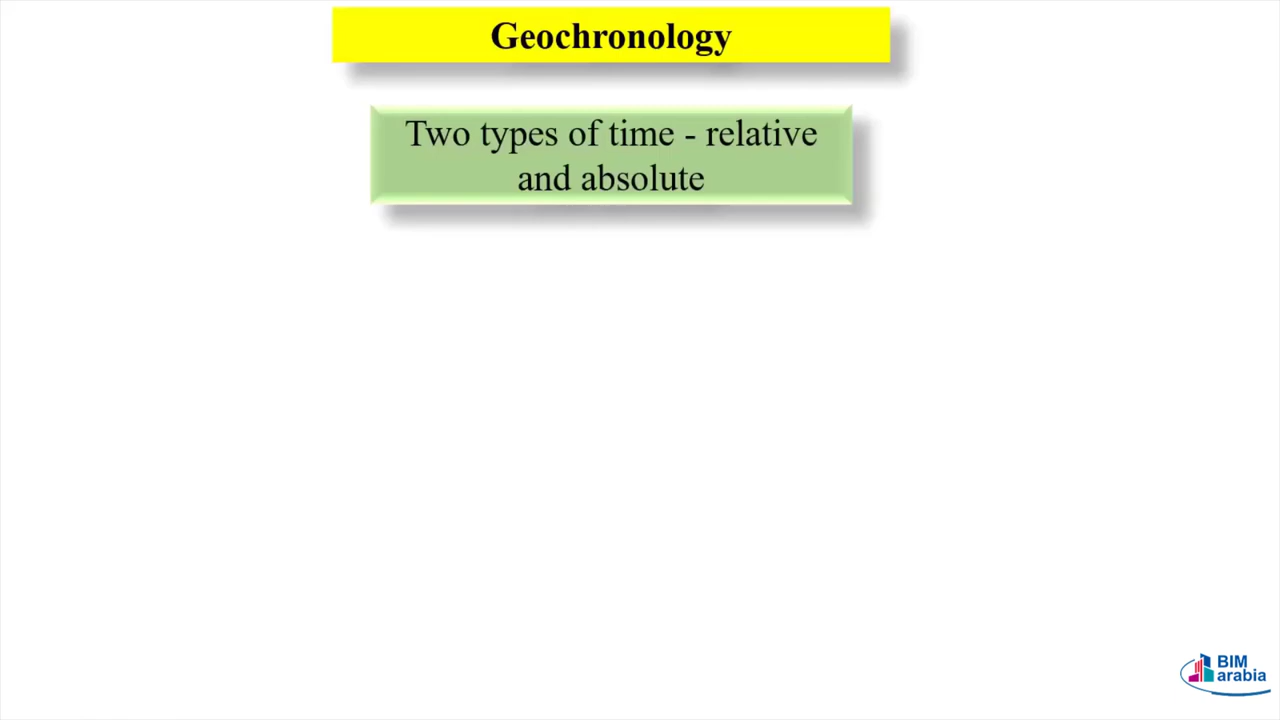 Geochronology
Two types of time - relative
and absolute
BIM
arabia